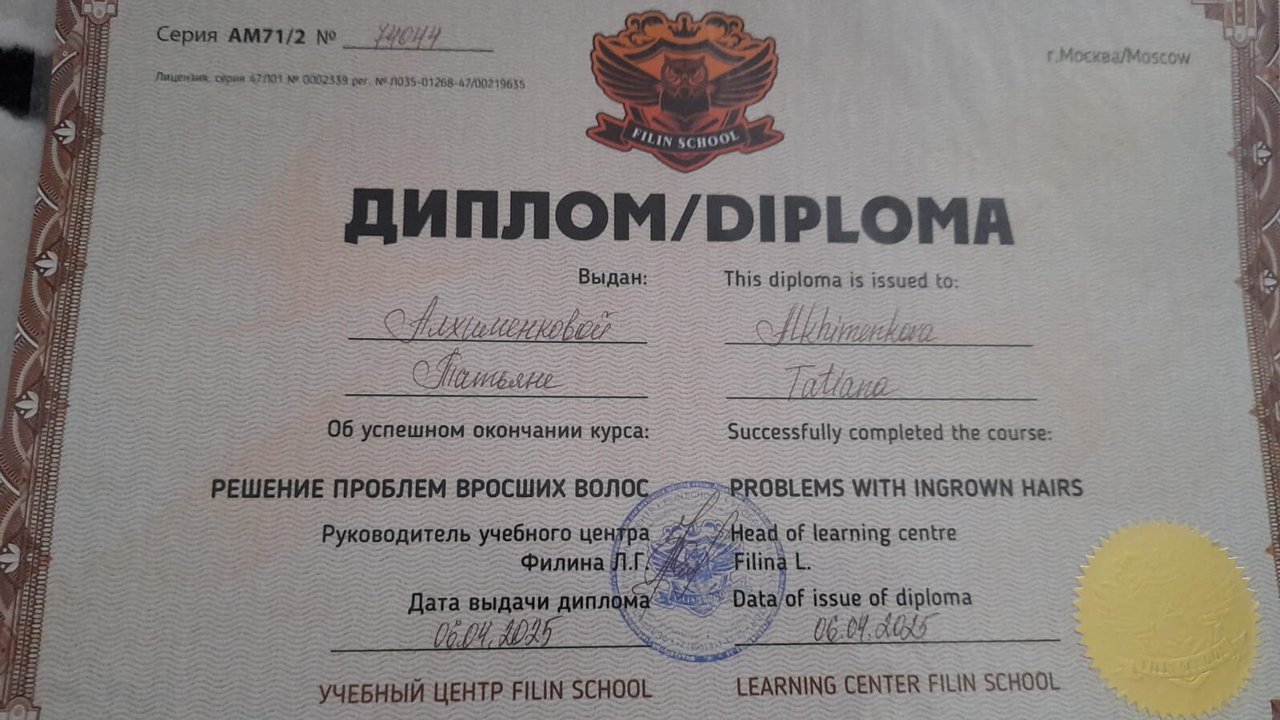 Серия АМ71/2 № 74044
Лицензия: серия 47Л01 № 0002339 рег. № Л035-01268-47/00219635
г.Москва/Moscow
FILIN SCHOOL
ДИПЛОМ/DIPLOMA
Выдан:
Алхименковой
Татьяне
Об успешном окончании курса:
РЕШЕНИЕ ПРОБЛЕМ ВРОСШИХ ВОЛОС
Руководитель учебного центра
Филина Л.Г.
Дата выдачи диплома
06.04.2025
УЧЕБНЫЙ ЦЕНТР FILIN SCHOOL
This diploma is issued to:
Alkhimenkova
Tatiana
Successfully completed the course:
PROBLEMS WITH INGROWN HAIRS
Head of learning centre
Filina L.
Data of issue of diploma
06.04.2025
LEARNING CENTER FILIN SCHOOL